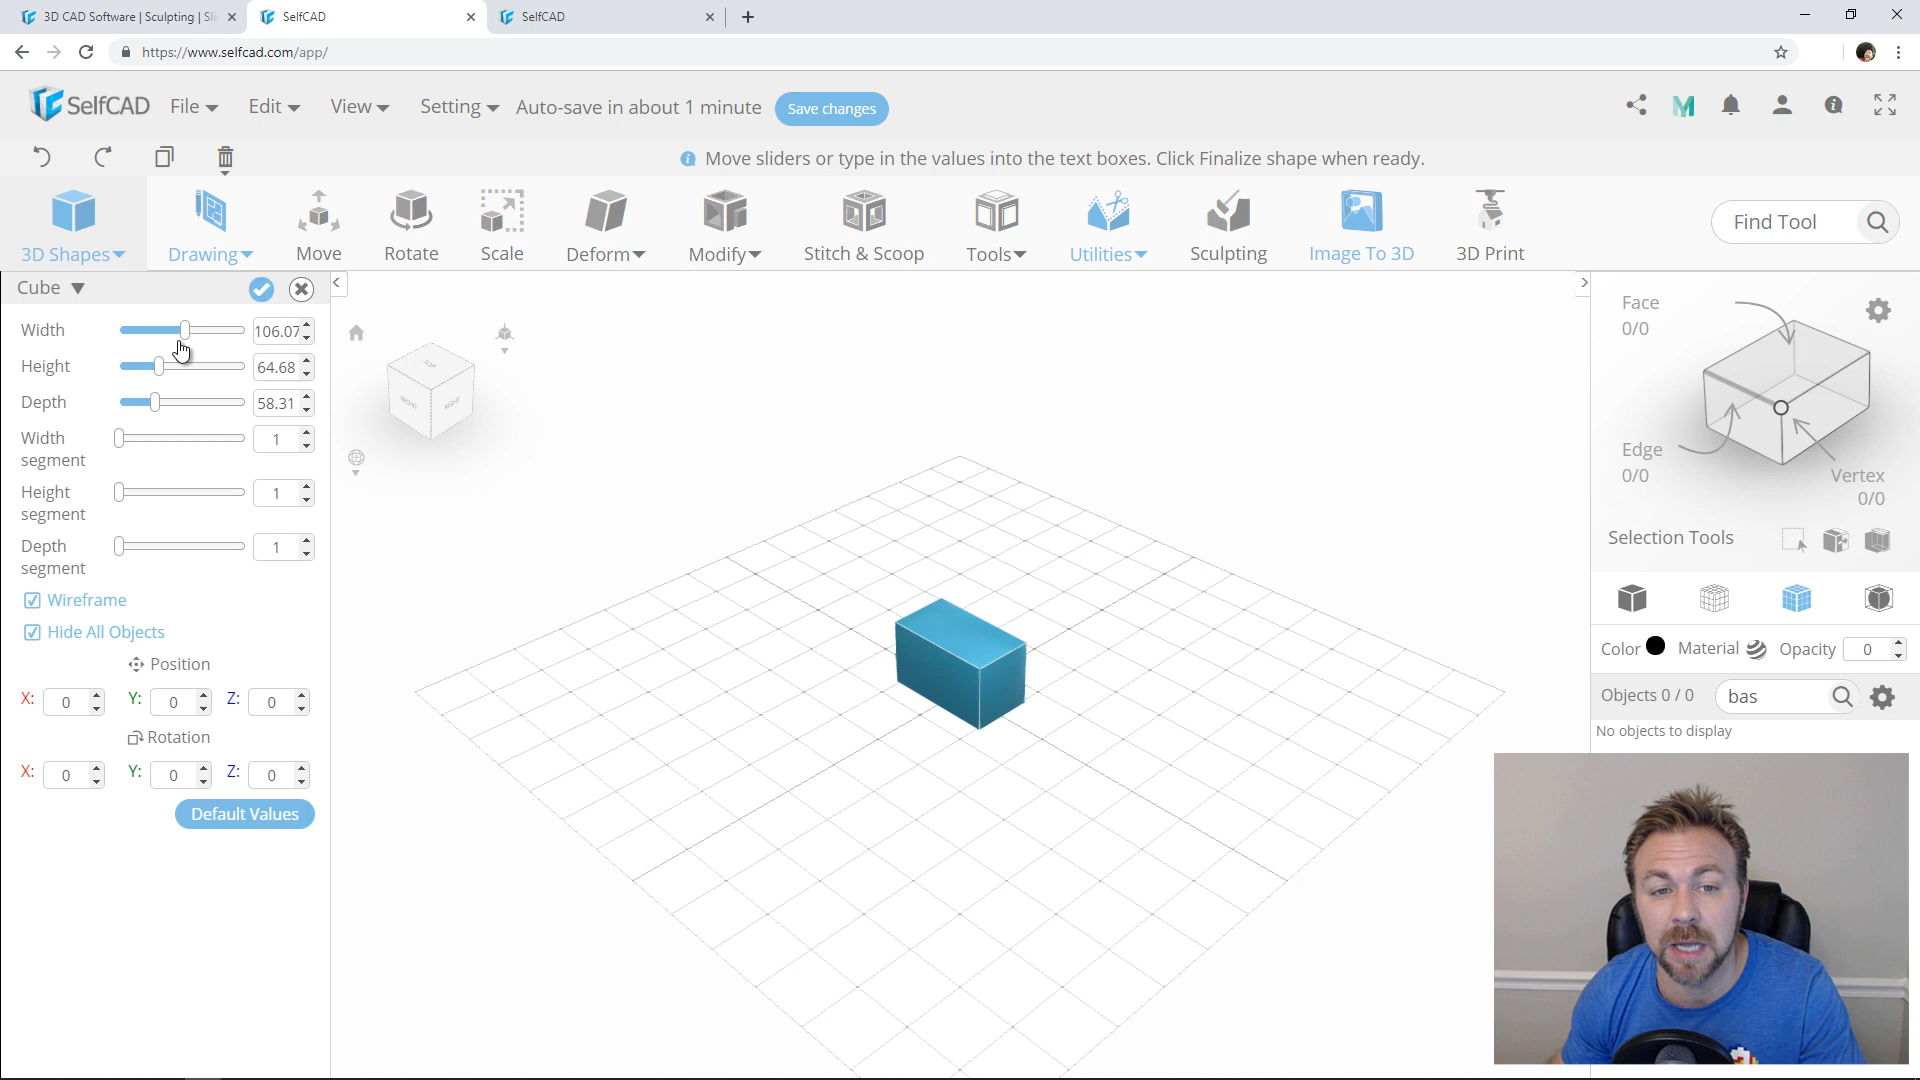 3D CAD Software | Sculpting | Sli
SelfCAD
SelfCAD
https://www.selfcad.com/app/
SelfCAD File Edit View Setting Auto-save in about 1 minute Save changes
Move sliders or type in the values into the text boxes. Click Finalize shape when ready.
3D Shapes Drawing Move Rotate Scale Deform Modify Stitch & Scoop Tools Utilities Sculpting Image To 3D 3D Print
Find Tool
Cube
Width 106.07
Height 64.68
Depth 58.31
Width segment 1
Height segment 1
Depth segment 1
Wireframe
Hide All Objects
Position
X: 0 Y: 0 Z: 0
Rotation
X: 0 Y: 0 Z: 0
Default Values
TOP
FRONT
RIGHT
Face
0/0
Edge
0/0
Vertex
0/0
Selection Tools
Color Material Opacity 0
Objects 0 / 0 bas
No objects to display